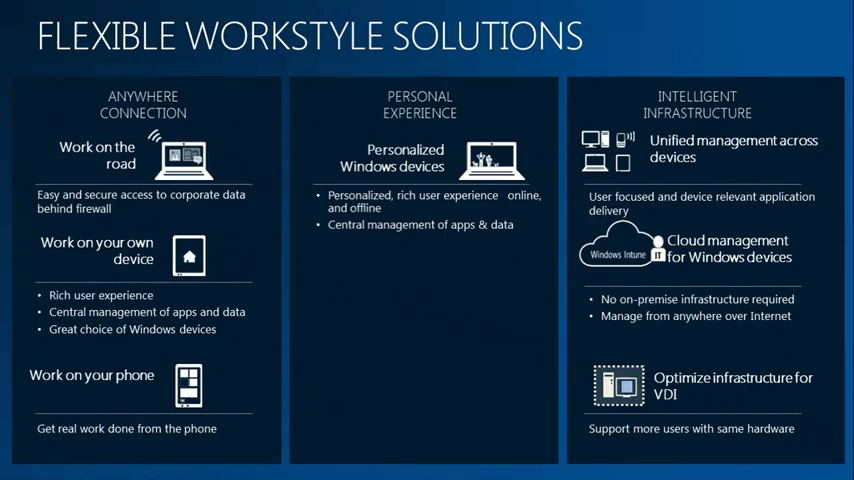 FLEXIBLE WORKSTYLE SOLUTIONS
ANYWHERE
CONNECTION
Work on the
road
Easy and secure access to corporate data
behind firewall
Work on your own
device
• Rich user experience
• Central management of apps and data
• Great choice of Windows devices
Work on your phone
Get real work done from the phone
PERSONAL
EXPERIENCE
Personalized
Windows devices
• Personalized, rich user experience online,
and offline
• Central management of apps & data
INTELLIGENT
INFRASTRUCTURE
Unified management across
devices
User focused and device relevant application
delivery
Windows Intune
IT
Cloud management
for Windows devices
• No on-premise infrastructure required
• Manage from anywhere over Internet
Optimize infrastructure for
VDI
Support more users with same hardware